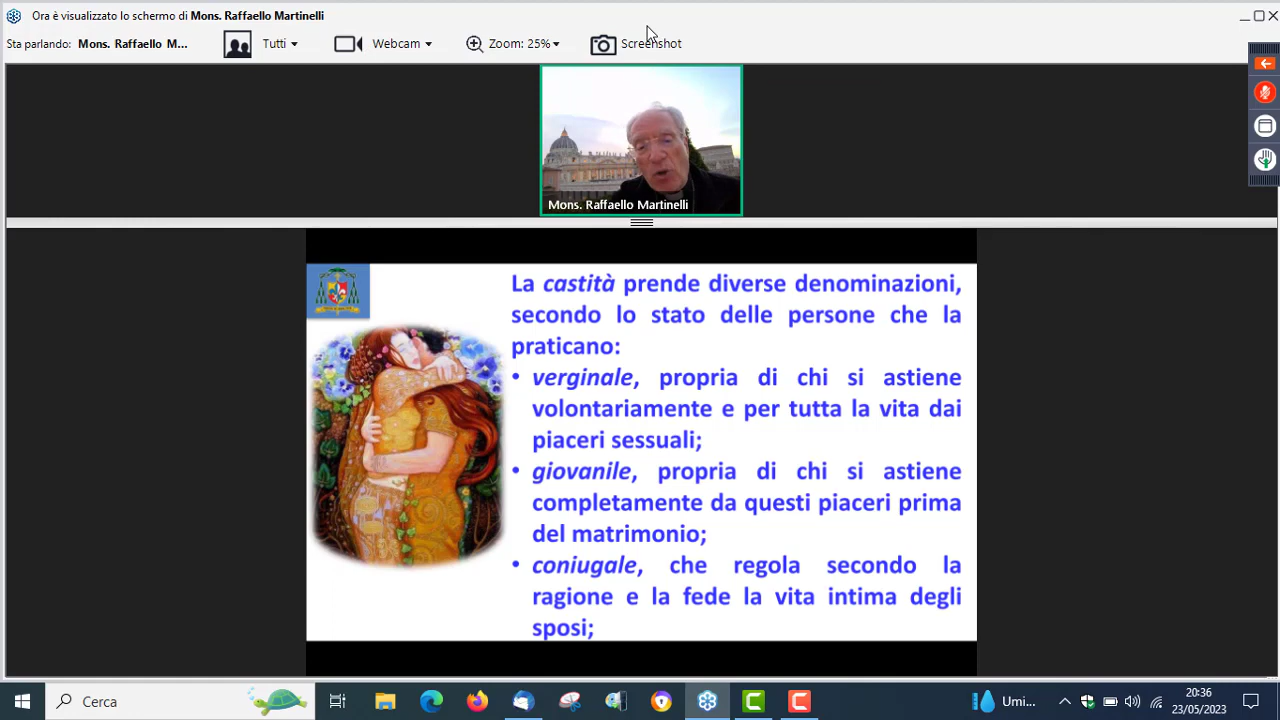 Ora è visualizzato lo schermo di Mons. Raffaello Martinelli
Sta parlando: Mons. Raffaello M...
Tutti
Webcam
Zoom: 25%
Screenshot
Mons. Raffaello Martinelli
La castità prende diverse denominazioni,
secondo lo stato delle persone che la
praticano:
• verginale, propria di chi si astiene
volontariamente e per tutta la vita dai
piaceri sessuali;
• giovanile, propria di chi si astiene
completamente da questi piaceri prima
del matrimonio;
• coniugale, che regola secondo la
ragione e la fede la vita intima degli
sposi;
Cerca
Umi...
20:36
23/05/2023